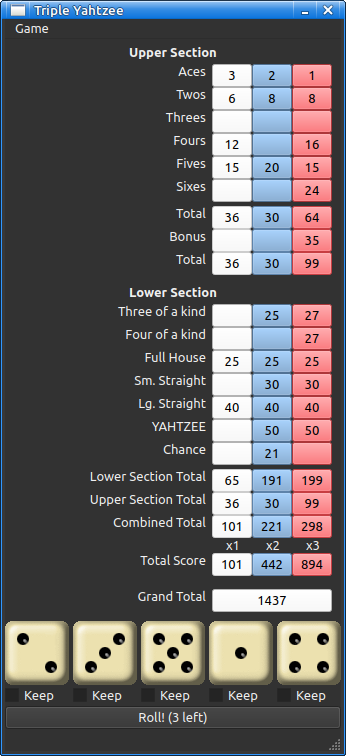 Triple Yahtzee
Game
Upper Section
Aces 3 2 1
Twos 6 8 8
Threes
Fours 12 16
Fives 15 20 15
Sixes 24
Total 36 30 64
Bonus 35
Total 36 30 99
Lower Section
Three of a kind 25 27
Four of a kind 27
Full House 25 25 25
Sm. Straight 30 30
Lg. Straight 40 40 40
YAHTZEE 50 50
Chance 21
Lower Section Total 65 191 199
Upper Section Total 36 30 99
Combined Total 101 221 298
x1 x2 x3
Total Score 101 442 894
Grand Total 1437
Keep Keep Keep Keep Keep
Roll! (3 left)